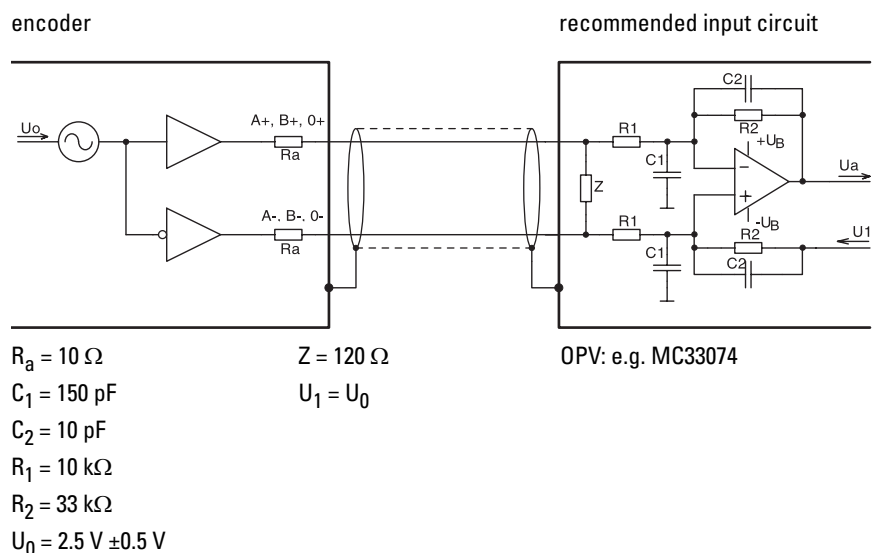 encoder
recommended input circuit
C2
A+, B+, 0+
R1
R2
Uo
+UB
Ra
C1
Ua
Z
A-, B-, 0-
R1
-UB
R2
U1
Ra
C1
C2
Ra = 10 Ω
Z = 120 Ω
OPV: e.g. MC33074
C1 = 150 pF
U1 = U0
C2 = 10 pF
R1 = 10 kΩ
R2 = 33 kΩ
U0 = 2.5 V ±0.5 V